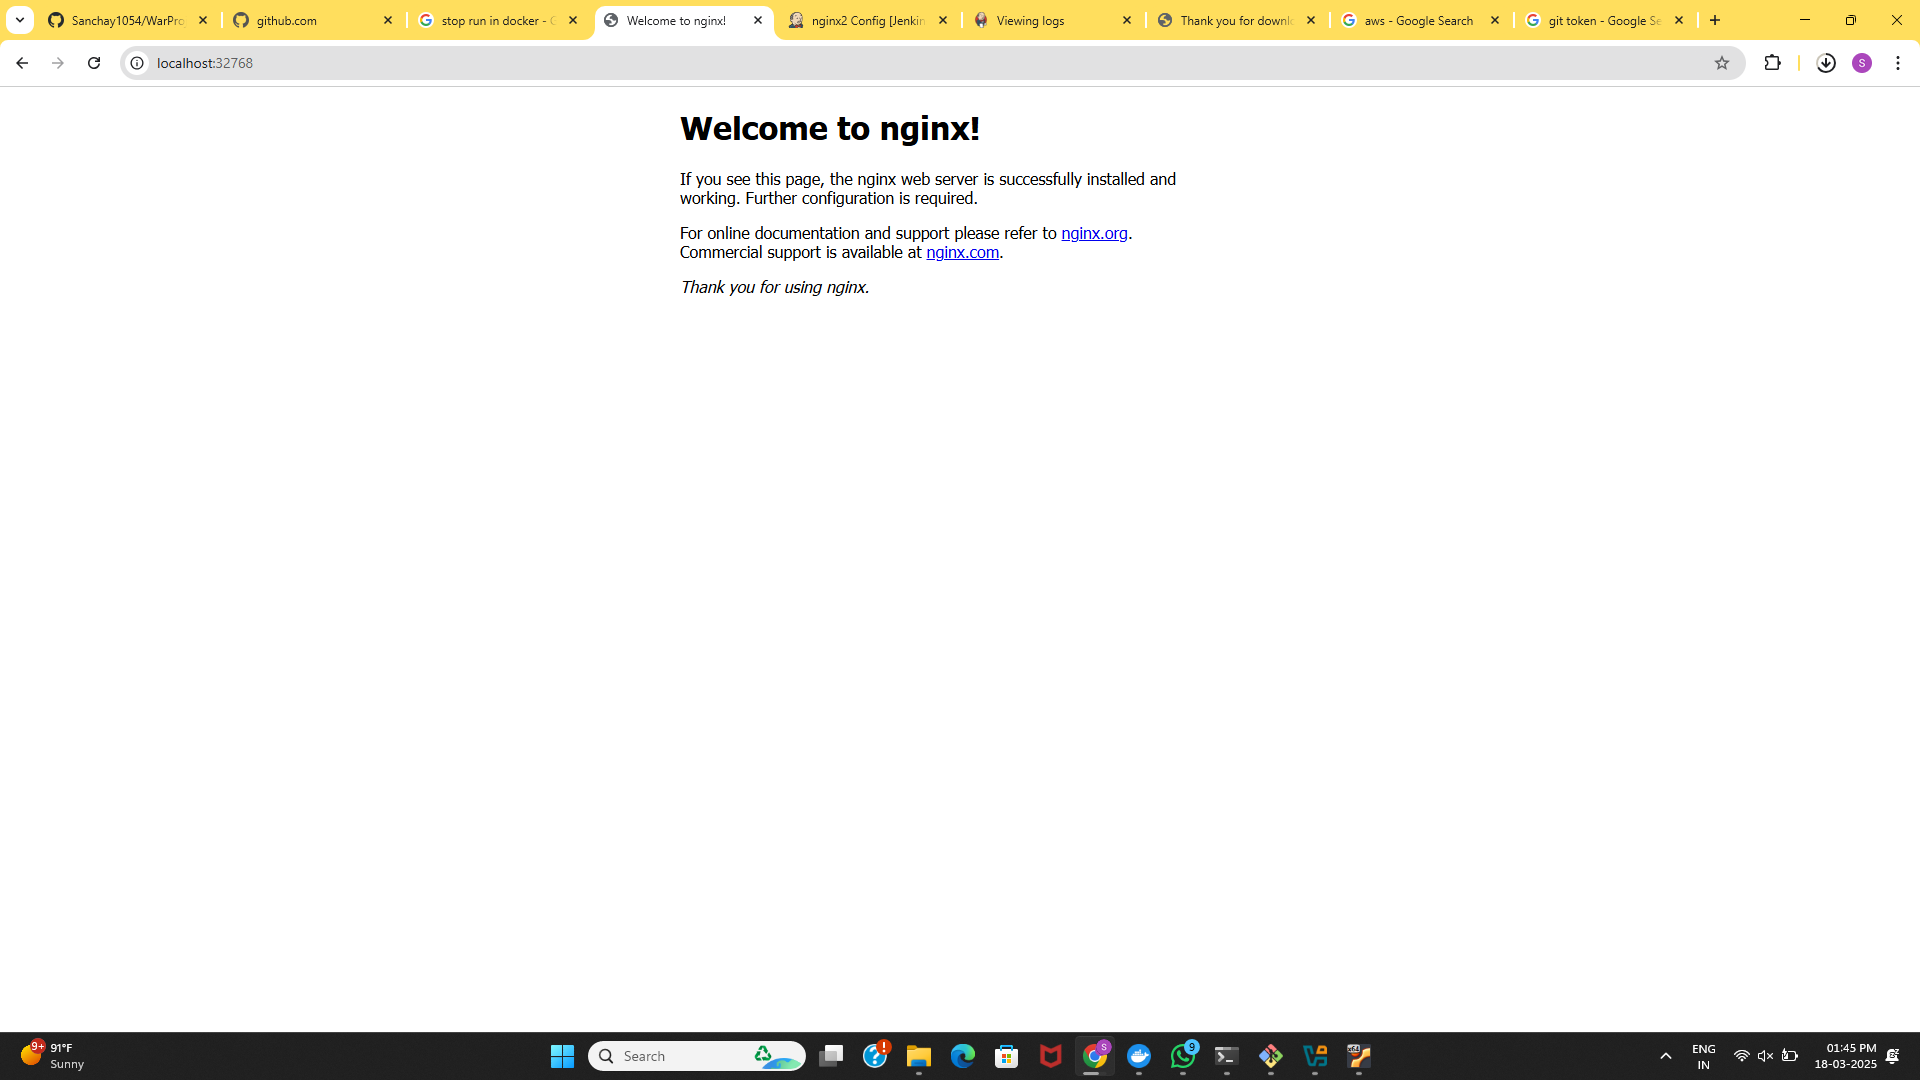 Sanchay1054/WarPro
github.com
stop run in docker - G
Welcome to nginx!
nginx2 Config [Jenkin
Viewing logs
Thank you for downlo
aws - Google Search
git token - Google Se
localhost:32768
S
Welcome to nginx!
If you see this page, the nginx web server is successfully installed and
working. Further configuration is required.
For online documentation and support please refer to nginx.org.
Commercial support is available at nginx.com.
Thank you for using nginx.
9+
91°F
Sunny
Search
S
9
ENG
IN
01:45 PM
18-03-2025